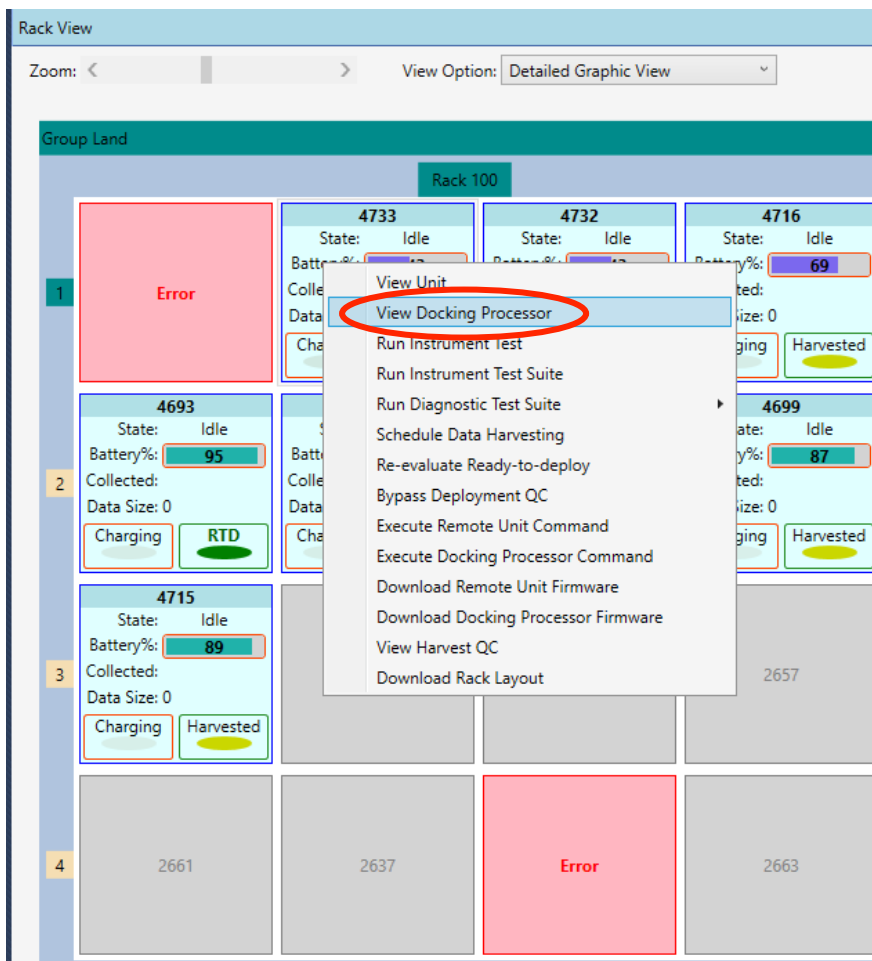 Rack View
Zoom:
View Option: Detailed Graphic View
Group Land
Rack 100
1
Error
4733
State: Idle
4732
State: Idle
4716
State: Idle
69
View Unit
View Docking Processor
Run Instrument Test
Run Instrument Test Suite
Run Diagnostic Test Suite
Schedule Data Harvesting
Re-evaluate Ready-to-deploy
Bypass Deployment QC
Execute Remote Unit Command
Execute Docking Processor Command
Download Remote Unit Firmware
Download Docking Processor Firmware
View Harvest QC
Download Rack Layout
Harvested
2
4693
State: Idle
Battery%: 95
Collected:
Data Size: 0
Charging RTD
4699
Idle
87
Harvested
3
4715
State: Idle
Battery%: 89
Collected:
Data Size: 0
Charging Harvested
2657
4
2661
2637
Error
2663